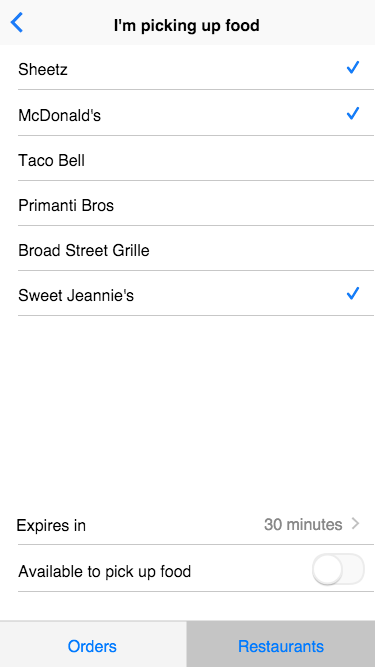 I'm picking up food
Sheetz
McDonald's
Taco Bell
Primanti Bros
Broad Street Grille
Sweet Jeannie's
Expires in 30 minutes
Available to pick up food
Orders Restaurants